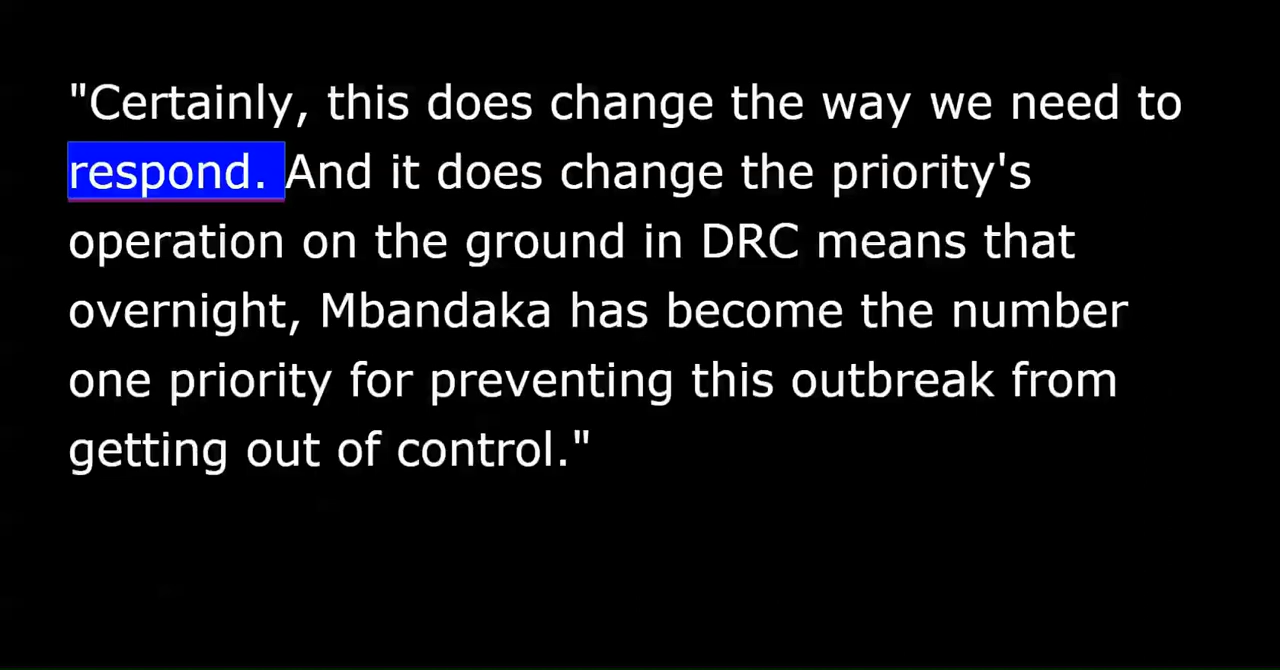 "Certainly, this does change the way we need to
respond. And it does change the priority's
operation on the ground in DRC means that
overnight, Mbandaka has become the number
one priority for preventing this outbreak from
getting out of control."